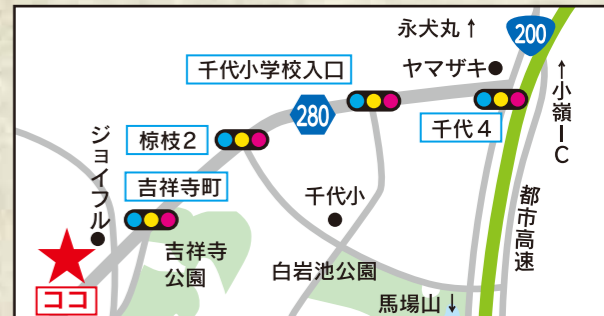 永犬丸↑
200
千代小学校入口
ヤマザキ
↑小嶺IC
280
千代4
ジョイフル
椋枝2
吉祥寺町
千代小
都市高速
吉祥寺
公園
白岩池公園
ココ
馬場山↓